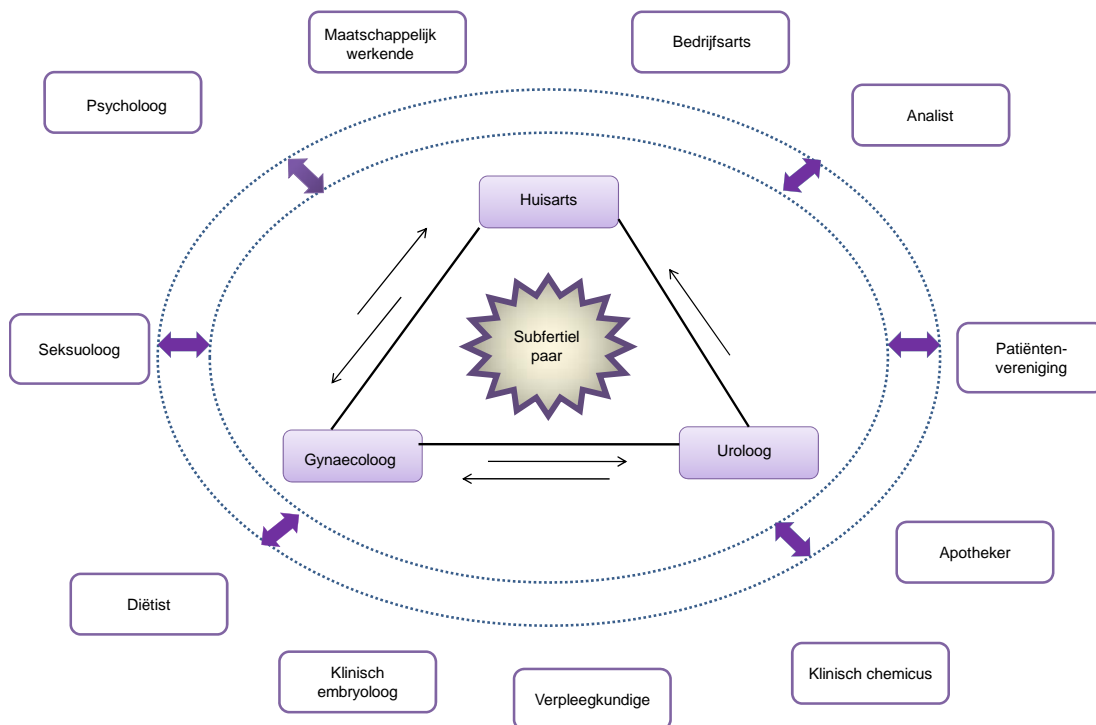 Maatschappelijk
werkende
Bedrijfsarts
Psycholoog
Analist
Huisarts
Subfertiel
paar
Seksuoloog
Patiënten-
vereniging
Gynaecoloog
Uroloog
Apotheker
Diëtist
Klinisch
embryoloog
Verpleegkundige
Klinisch chemicus